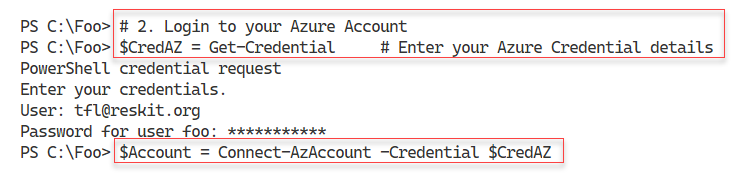 PS C:\Foo> # 2. Login to your Azure Account
PS C:\Foo> $CredAZ = Get-Credential     # Enter your Azure Credential details
PowerShell credential request
Enter your credentials.
User: tfl@reskit.org
Password for user foo: ***********
PS C:\Foo> $Account = Connect-AzAccount -Credential $CredAZ